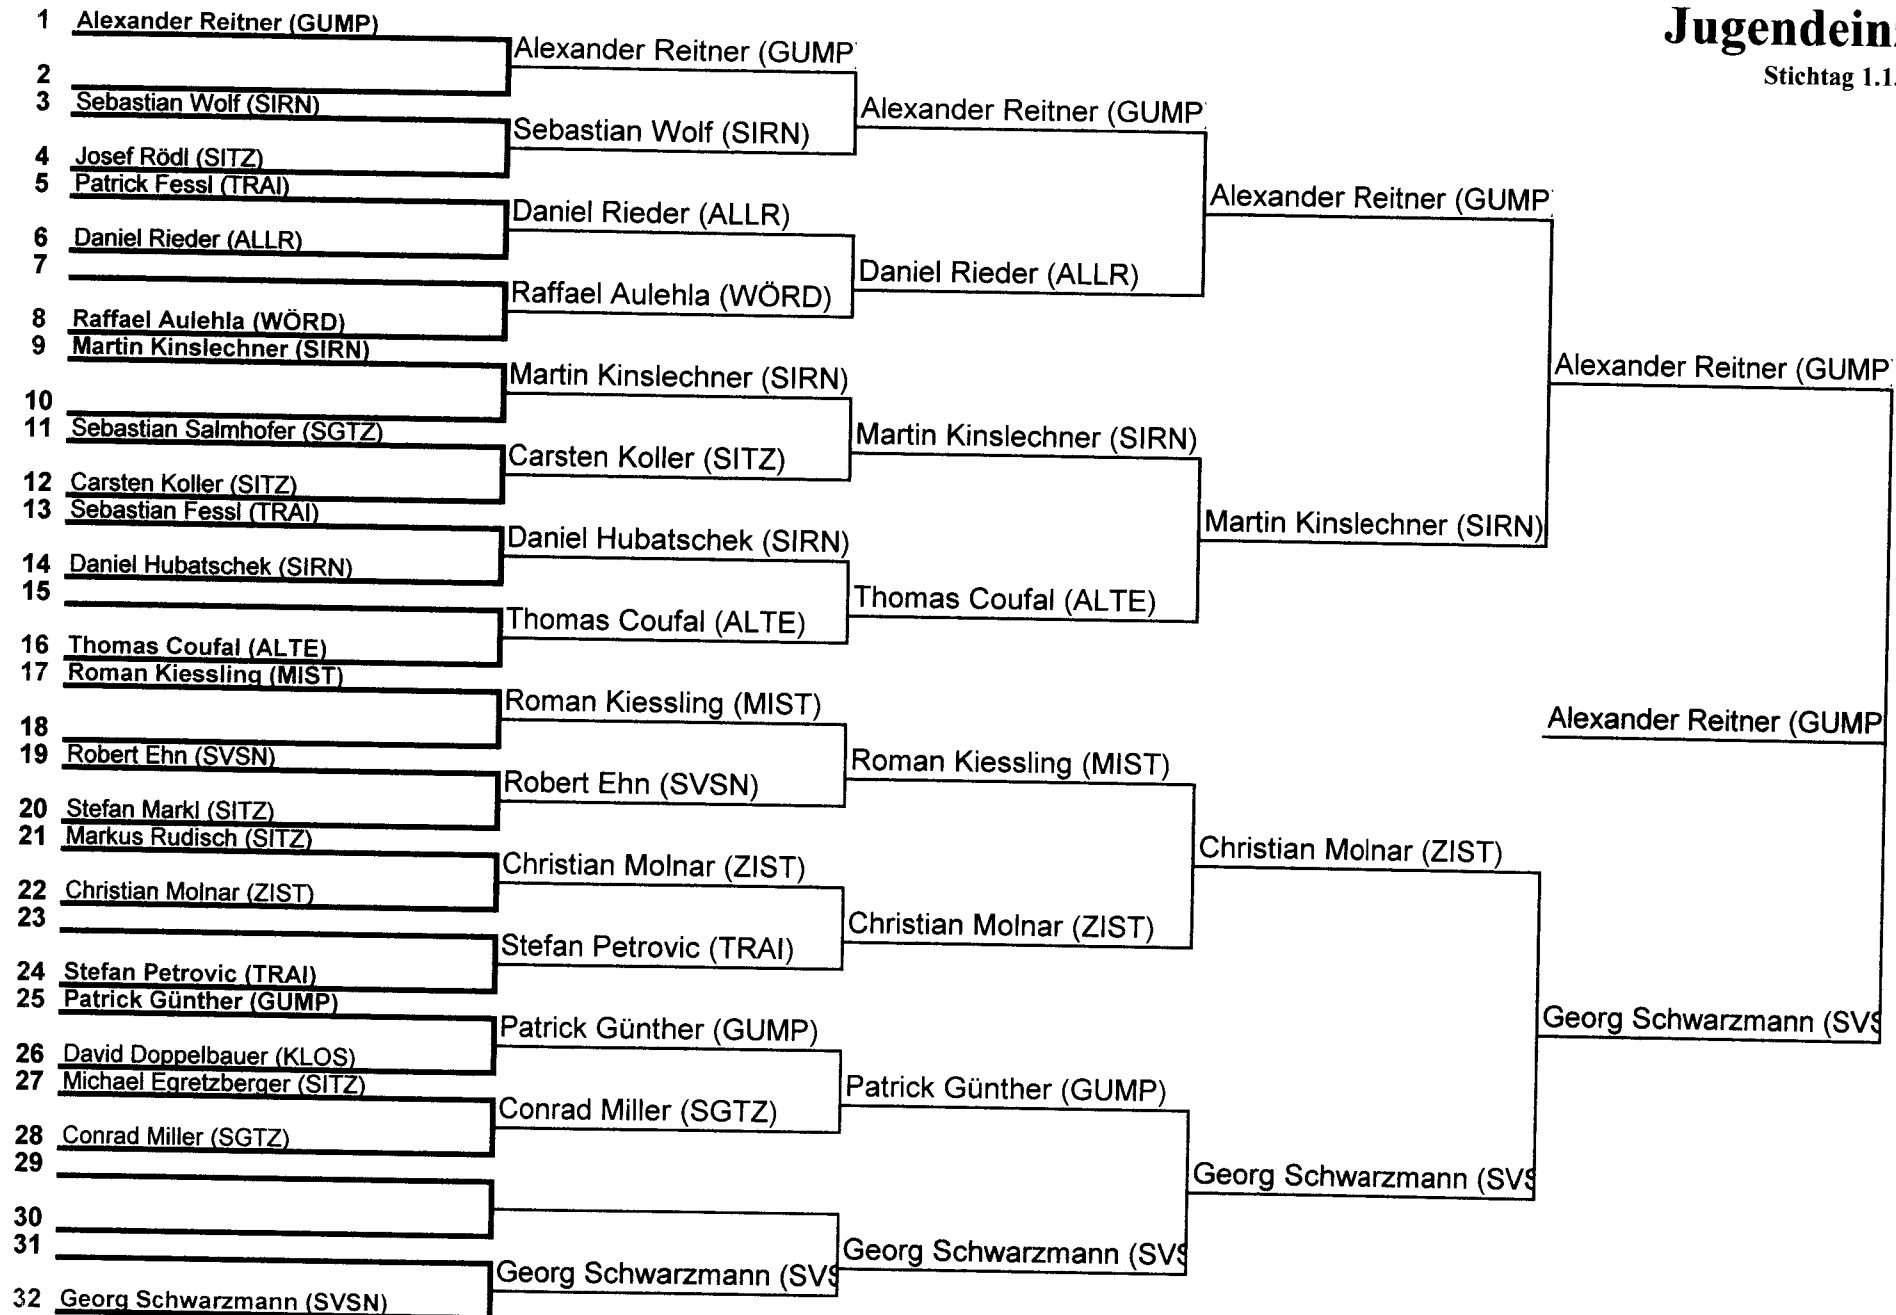 Jugendein
Stichtag 1.1.
1 Alexander Reitner (GUMP)
2
3 Sebastian Wolf (SIRN)
4 Josef Rödl (SITZ)
5 Patrick Fessl (TRAI)
6 Daniel Rieder (ALLR)
7
8 Raffael Aulehla (WÖRD)
9 Martin Kinslechner (SIRN)
10
11 Sebastian Salmhofer (SGTZ)
12 Carsten Koller (SITZ)
13 Sebastian Fessl (TRAI)
14 Daniel Hubatschek (SIRN)
15
16 Thomas Coufal (ALTE)
17 Roman Kiessling (MIST)
18
19 Robert Ehn (SVSN)
20 Stefan Markl (SITZ)
21 Markus Rudisch (SITZ)
22 Christian Molnar (ZIST)
23
24 Stefan Petrovic (TRAI)
25 Patrick Günther (GUMP)
26 David Doppelbauer (KLOS)
27 Michael Egretzberger (SITZ)
28 Conrad Miller (SGTZ)
29
30
31
32 Georg Schwarzmann (SVSN)
Alexander Reitner (GUMP
Sebastian Wolf (SIRN)
Daniel Rieder (ALLR)
Raffael Aulehla (WÖRD)
Martin Kinslechner (SIRN)
Carsten Koller (SITZ)
Daniel Hubatschek (SIRN)
Thomas Coufal (ALTE)
Roman Kiessling (MIST)
Robert Ehn (SVSN)
Christian Molnar (ZIST)
Stefan Petrovic (TRAI)
Patrick Günther (GUMP)
Conrad Miller (SGTZ)
Georg Schwarzmann (SVS
Alexander Reitner (GUMP
Daniel Rieder (ALLR)
Martin Kinslechner (SIRN)
Thomas Coufal (ALTE)
Roman Kiessling (MIST)
Christian Molnar (ZIST)
Patrick Günther (GUMP)
Georg Schwarzmann (SVS
Alexander Reitner (GUMP
Martin Kinslechner (SIRN)
Christian Molnar (ZIST)
Georg Schwarzmann (SVS
Alexander Reitner (GUMP
Georg Schwarzmann (SVS
Alexander Reitner (GUMP